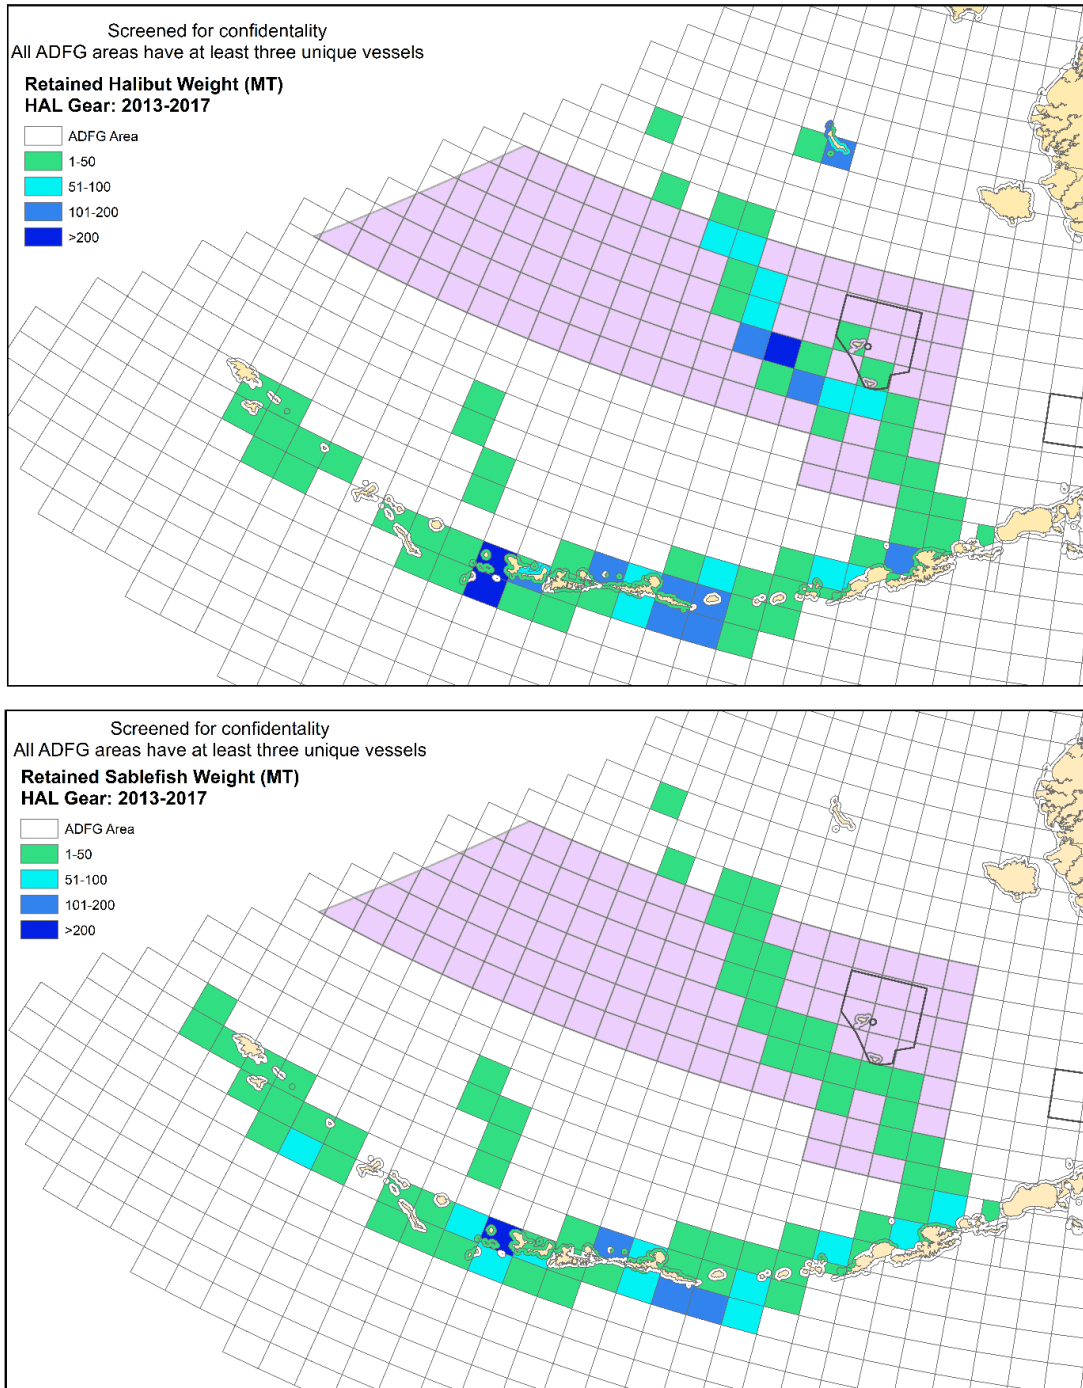 Screened for confidentality
All ADFG areas have at least three unique vessels
Retained Halibut Weight (MT)
HAL Gear: 2013-2017
ADFG Area
1-50
51-100
101-200
>200
Screened for confidentality
All ADFG areas have at least three unique vessels
Retained Sablefish Weight (MT)
HAL Gear: 2013-2017
ADFG Area
1-50
51-100
101-200
>200